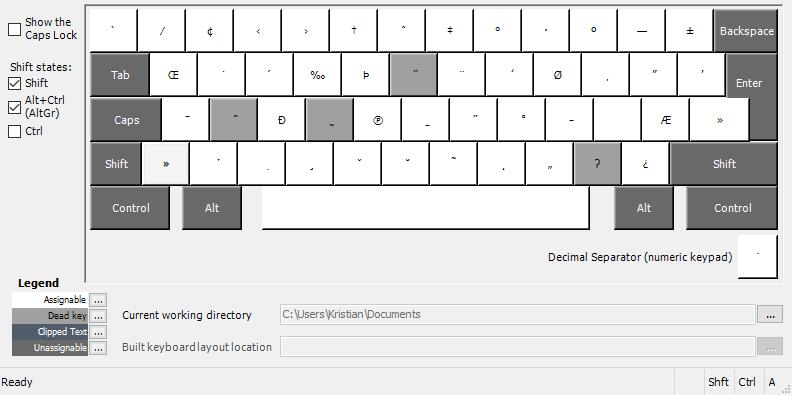 Show the
Caps Lock
Shift states:
Shift
Alt+Ctrl
(AltGr)
Ctrl
` ⁄ ¢ ‹ › † ˆ ‡ · — ± Backspace
Tab Œ ˙ ´ ‰ Þ ¨ ¨ Ø ˝ Enter
Caps ¯ ˆ Ð ℗ _ ˝ ° Æ »
Shift » ¸ ˇ ˘ ˜ . „ ? ¿ Shift
Control Alt Alt Control
Decimal Separator (numeric keypad)
Legend
Assignable ...
Dead key ...
Clipped Text ...
Unassignable ...
Current working directory C:\Users\Kristian\Documents ...
Built keyboard layout location ...
Ready Shft Ctrl A